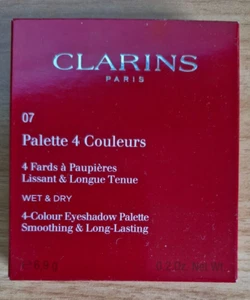 CLARINS
PARIS
07
Palette 4 Couleurs
4 Fards à Paupières
Lissant & Longue Tenue
WET & DRY
4-Colour Eyeshadow Palette
Smoothing & Long-Lasting